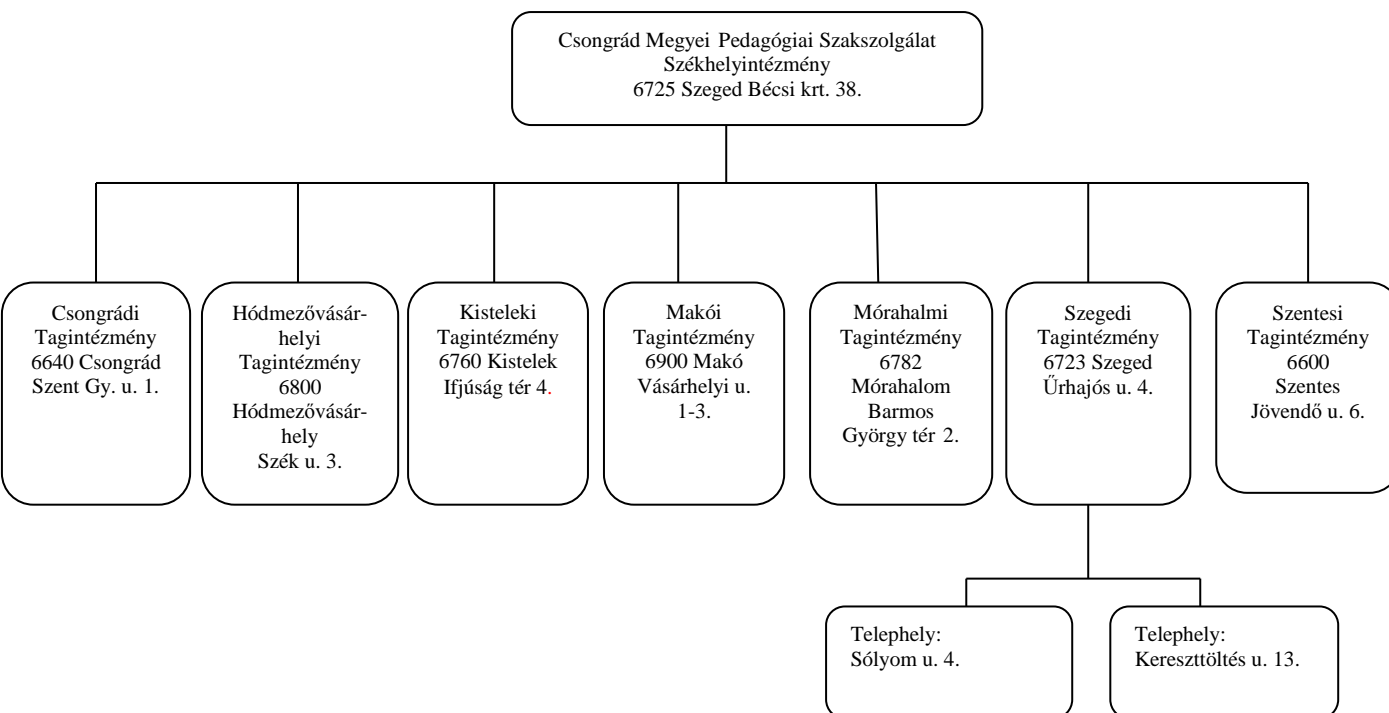 Csongrád Megyei Pedagógiai Szakszolgálat
Székhelyintézmény
6725 Szeged Bécsi krt. 38.
Csongrádi
Tagintézmény
6640 Csongrád
Szent Gy. u. 1.
Hódmezővásár-
helyi
Tagintézmény
6800
Hódmezővásár-
hely
Szék u. 3.
Kisteleki
Tagintézmény
6760 Kistelek
Ifjúság tér 4.
Makói
Tagintézmény
6900 Makó
Vásárhelyi u.
1-3.
Mórahalmi
Tagintézmény
6782
Mórahalom
Barmos
György tér 2.
Szegedi
Tagintézmény
6723 Szeged
Űrhajós u. 4.
Szentesi
Tagintézmény
6600
Szentes
Jövendő u. 6.
Telephely:
Sólyom u. 4.
Telephely:
Kereszttöltés u. 13.